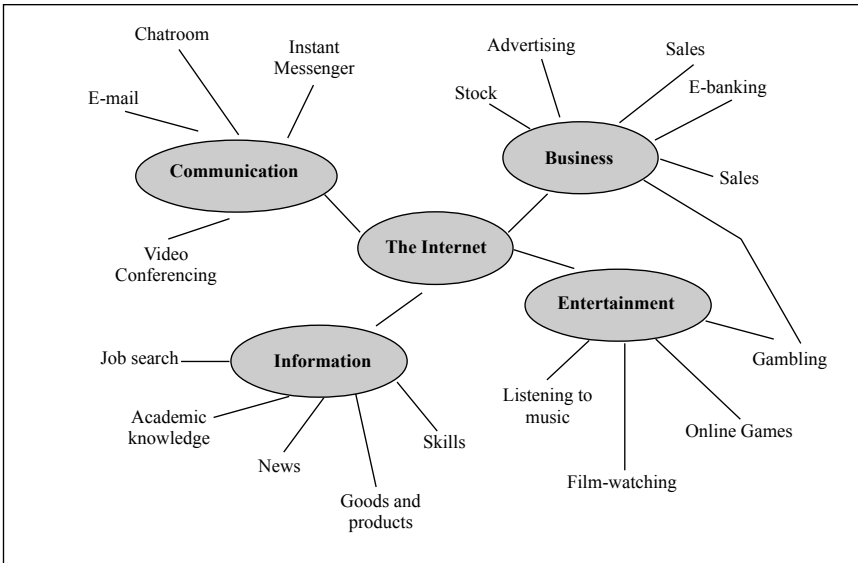 Chatroom
Instant
Messenger
E-mail
Communication
Video
Conferencing
Advertising
Sales
Stock
E-banking
Business
Sales
The Internet
Entertainment
Gambling
Listening to
music
Online Games
Film-watching
Information
Job search
Academic
knowledge
News
Goods and
products
Skills